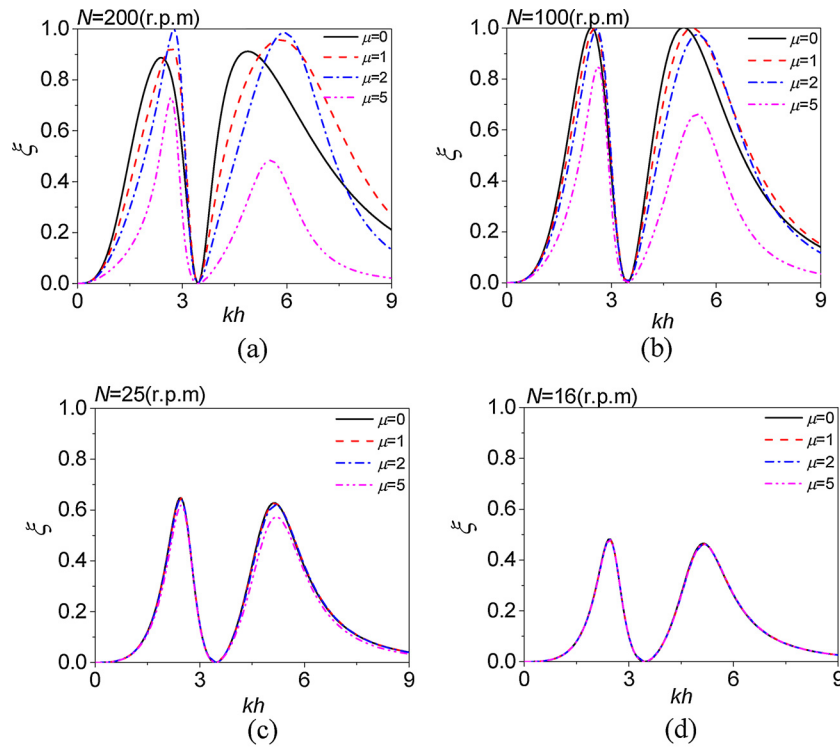 N=200(r.p.m)
μ=0
μ=1
μ=2
μ=5
1.0
0.8
0.6
0.4
0.2
0.0
ξ
0 3 6 9
kh
(a)
N=100(r.p.m)
μ=0
μ=1
μ=2
μ=5
1.0
0.8
0.6
0.4
0.2
0.0
ξ
0 3 6 9
kh
(b)
N=25(r.p.m)
μ=0
μ=1
μ=2
μ=5
1.0
0.8
0.6
0.4
0.2
0.0
ξ
0 3 6 9
kh
(c)
N=16(r.p.m)
μ=0
μ=1
μ=2
μ=5
1.0
0.8
0.6
0.4
0.2
0.0
ξ
0 3 6 9
kh
(d)